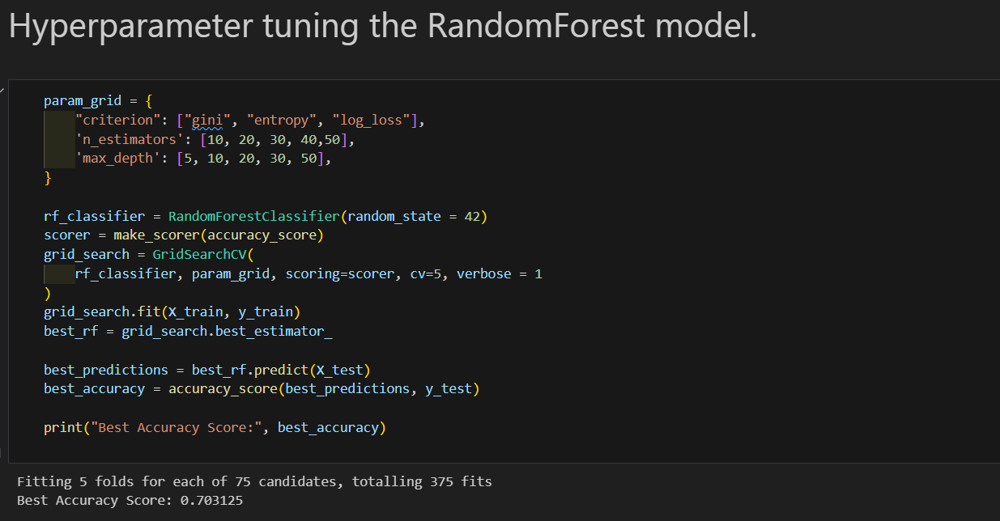 Hyperparameter tuning the RandomForest model.
param_grid = {
"criterion": ["gini", "entropy", "log_loss"],
'n_estimators': [10, 20, 30, 40,50],
'max_depth': [5, 10, 20, 30, 50],
}
rf_classifier = RandomForestClassifier(random_state = 42)
scorer = make_scorer(accuracy_score)
grid_search = GridSearchCV(
rf_classifier, param_grid, scoring=scorer, cv=5, verbose = 1
)
grid_search.fit(X_train, y_train)
best_rf = grid_search.best_estimator_
best_predictions = best_rf.predict(X_test)
best_accuracy = accuracy_score(best_predictions, y_test)
print("Best Accuracy Score:", best_accuracy)
Fitting 5 folds for each of 75 candidates, totalling 375 fits
Best Accuracy Score: 0.703125